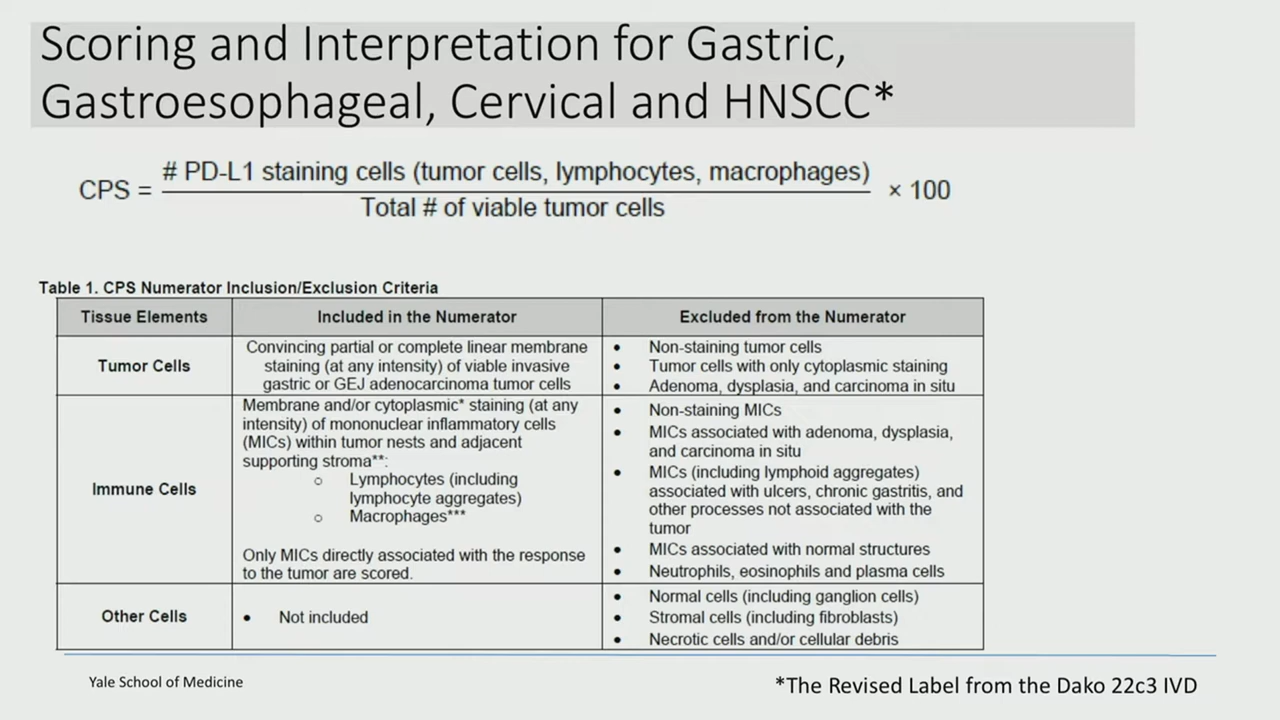 Scoring and Interpretation for Gastric,
Gastroesophageal, Cervical and HNSCC*
CPS = # PD-L1 staining cells (tumor cells, lymphocytes, macrophages) × 100
Total # of viable tumor cells
Table 1. CPS Numerator Inclusion/Exclusion Criteria
Tissue Elements
Included in the Numerator
Excluded from the Numerator
Tumor Cells
Convincing partial or complete linear membrane
staining (at any intensity) of viable invasive
gastric or GEJ adenocarcinoma tumor cells
• Non-staining tumor cells
• Tumor cells with only cytoplasmic staining
• Adenoma, dysplasia, and carcinoma in situ
Immune Cells
Membrane and/or cytoplasmic* staining (at any
intensity) of mononuclear inflammatory cells
(MICs) within tumor nests and adjacent
supporting stroma**:
○ Lymphocytes (including
lymphocyte aggregates)
○ Macrophages***
Only MICs directly associated with the response
to the tumor are scored.
• Non-staining MICs
• MICs associated with adenoma, dysplasia,
and carcinoma in situ
• MICs (including lymphoid aggregates)
associated with ulcers, chronic gastritis, and
other processes not associated with the
tumor
• MICs associated with normal structures
• Neutrophils, eosinophils and plasma cells
Other Cells
• Not included
• Normal cells (including ganglion cells)
• Stromal cells (including fibroblasts)
• Necrotic cells and/or cellular debris
Yale School of Medicine
*The Revised Label from the Dako 22c3 IVD